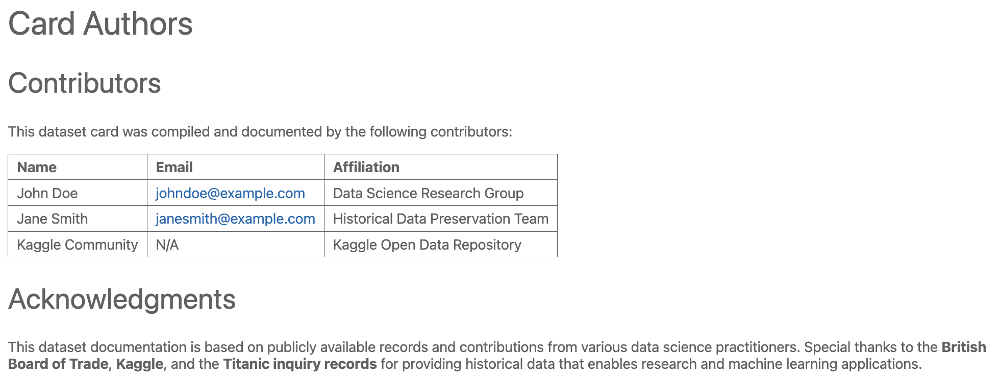 Card Authors
Contributors
This dataset card was compiled and documented by the following contributors:
Name Email Affiliation
John Doe johndoe@example.com Data Science Research Group
Jane Smith janesmith@example.com Historical Data Preservation Team
Kaggle Community N/A Kaggle Open Data Repository
Acknowledgments
This dataset documentation is based on publicly available records and contributions from various data science practitioners. Special thanks to the British
Board of Trade, Kaggle, and the Titanic inquiry records for providing historical data that enables research and machine learning applications.